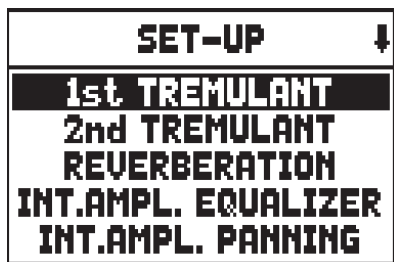 SET-UP
1st TREMULANT
2nd TREMULANT
REVERBERATION
INT.AMPL. EQUALIZER
INT.AMPL. PANNING